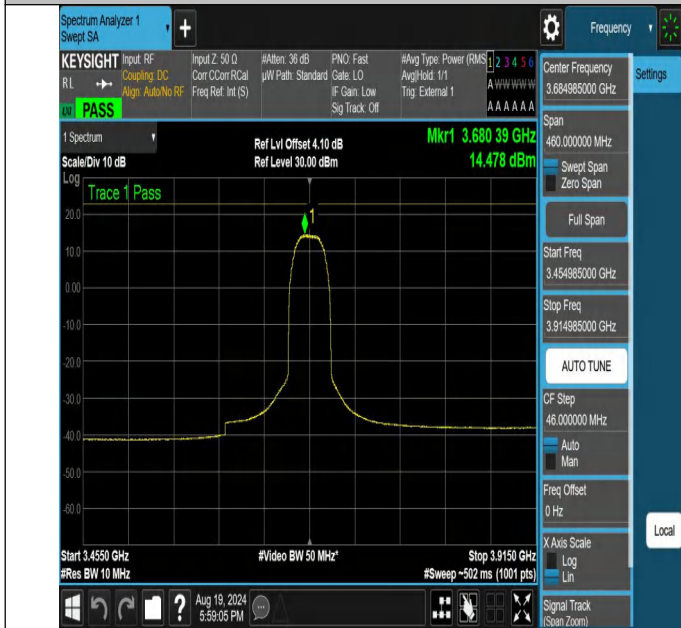 Spectrum Analyzer 1
Swept SA
+
Frequency
KEYSIGHT
RL
PASS
Input: RF
Coupling: DC
Align: Auto/No RF
Input Z: 50 Ω
Corr CCorr RCal
Freq Ref: Int (S)
#Atten: 36 dB
µW Path: Standard
PNO: Fast
Gate: LO
IF Gain: Low
Sig Track: Off
#Avg Type: Power (RMS
Avg|Hold: 1/1
Trig: External 1
1 2 3 4 5 6
A W W W W W
A A A A A A
1 Spectrum
Scale/Div 10 dB
Log
Ref Lvl Offset 4.10 dB
Ref Level 30.00 dBm
Mkr1 3.680 39 GHz
14.478 dBm
Trace 1 Pass
1
20.0
10.0
0.00
-10.0
-20.0
-30.0
-40.0
-50.0
-60.0
Start 3.4550 GHz
#Res BW 10 MHz
#Video BW 50 MHz*
Stop 3.9150 GHz
#Sweep ~502 ms (1001 pts)
?
Aug 19, 2024
5:59:05 PM
Center Frequency
3.684985000 GHz
Settings
Span
460.000000 MHz
Swept Span
Zero Span
Full Span
Start Freq
3.454985000 GHz
Stop Freq
3.914985000 GHz
AUTO TUNE
CF Step
46.000000 MHz
Auto
Man
Freq Offset
0 Hz
Local
X Axis Scale
Log
Lin
Signal Track
(Span Zoom)